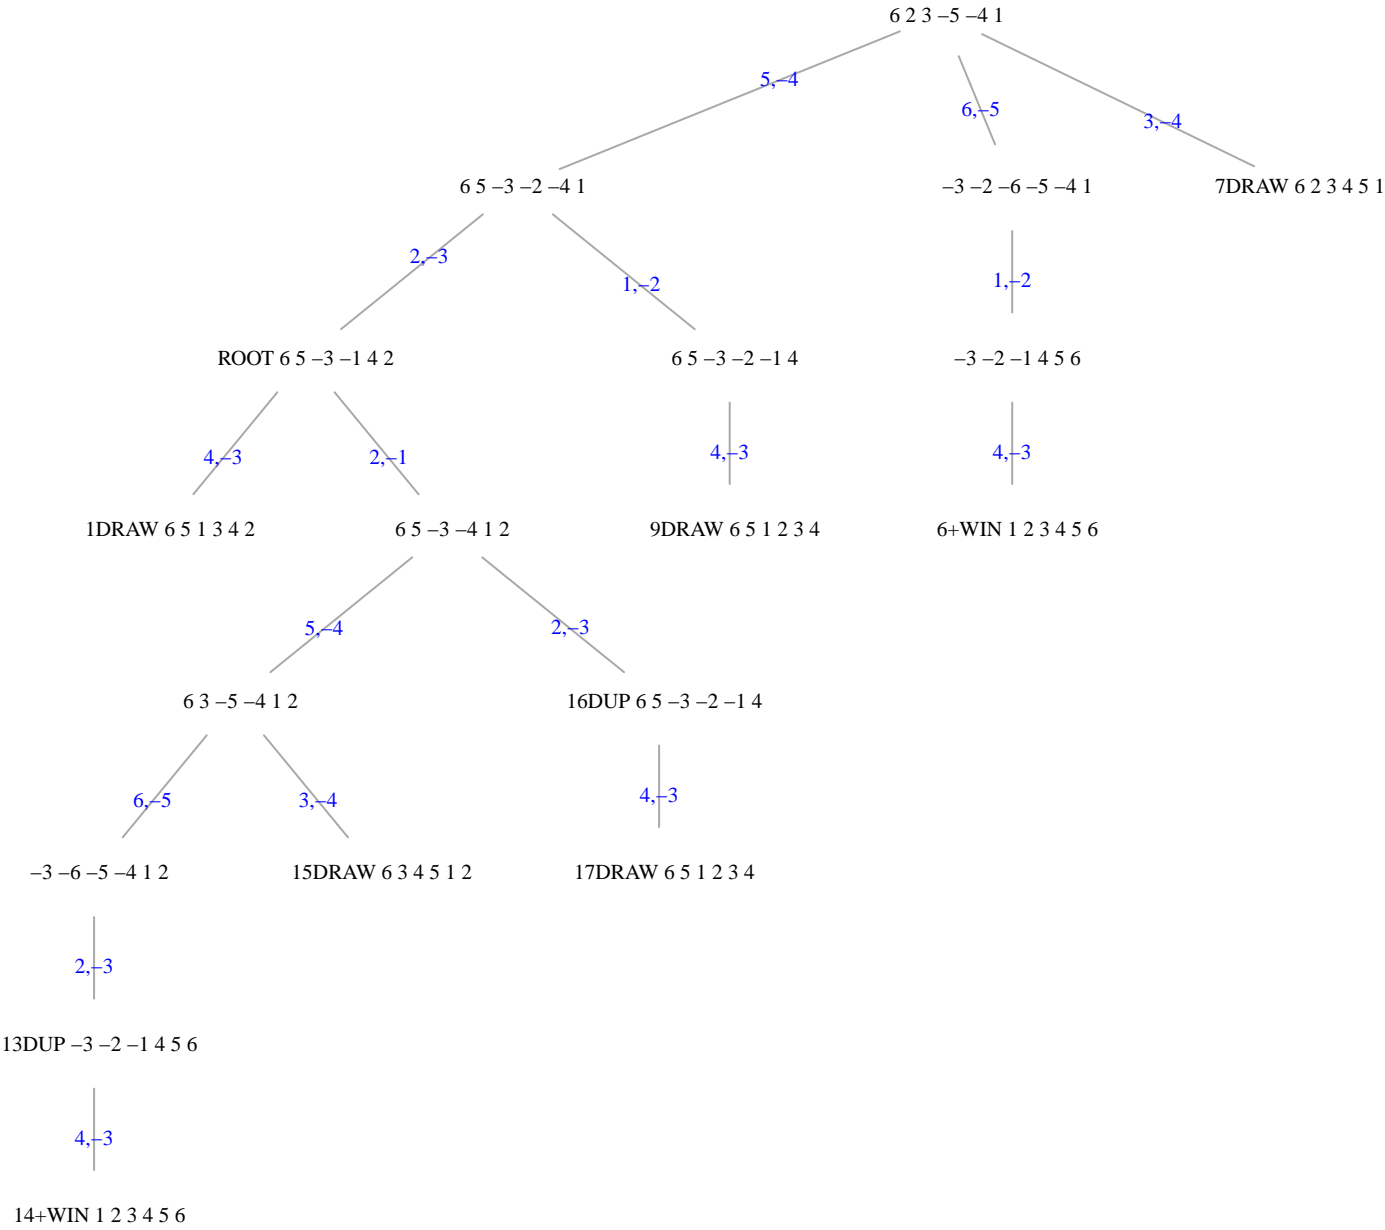 6 2 3 –5 –4 1
5,–4
6,–5
3,–4
6 5 –3 –2 –4 1
–3 –2 –6 –5 –4 1
7DRAW 6 2 3 4 5 1
2,–3
1,–2
1,–2
ROOT 6 5 –3 –1 4 2
6 5 –3 –2 –1 4
–3 –2 –1 4 5 6
4,–3
2,–1
4,–3
4,–3
1DRAW 6 5 1 3 4 2
6 5 –3 –4 1 2
9DRAW 6 5 1 2 3 4
6+WIN 1 2 3 4 5 6
5,–4
2,–3
6 3 –5 –4 1 2
16DUP 6 5 –3 –2 –1 4
6,–5
3,–4
4,–3
–3 –6 –5 –4 1 2
15DRAW 6 3 4 5 1 2
17DRAW 6 5 1 2 3 4
2,–3
13DUP –3 –2 –1 4 5 6
4,–3
14+WIN 1 2 3 4 5 6